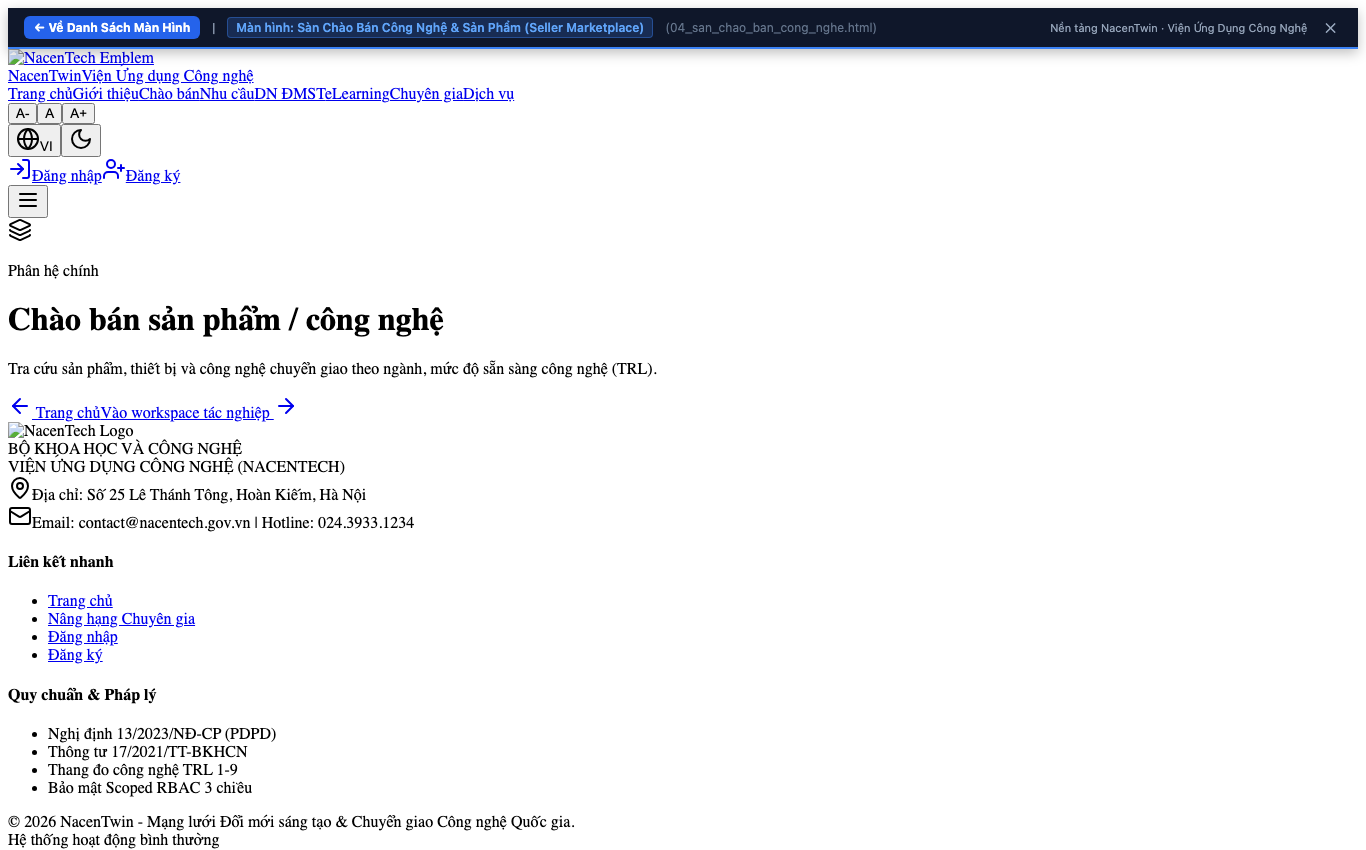 ← Về Danh Sách Màn Hình | Màn hình: Sàn Chào Bán Công Nghệ & Sản Phẩm (Seller Marketplace) (04_san_chao_ban_cong_nghe.html) Nền tảng NacenTwin · Viện Ứng Dụng Công Nghệ ✕
NacenTech Emblem
NacenTwinViện Ứng dụng Công nghệ
Trang chủGiới thiệuChào bánNhu cầuDN ĐMSTeLearningChuyên giaDịch vụ
A- A A+
VI
Đăng nhập Đăng ký
Phân hệ chính
Chào bán sản phẩm / công nghệ
Tra cứu sản phẩm, thiết bị và công nghệ chuyển giao theo ngành, mức độ sẵn sàng công nghệ (TRL).
Trang chủVào workspace tác nghiệp
NacenTech Logo
BỘ KHOA HỌC VÀ CÔNG NGHỆ
VIỆN ỨNG DỤNG CÔNG NGHỆ (NACENTECH)
Địa chỉ: Số 25 Lê Thánh Tông, Hoàn Kiếm, Hà Nội
Email: contact@nacentech.gov.vn | Hotline: 024.3933.1234
Liên kết nhanh
• Trang chủ
• Nâng hạng Chuyên gia
• Đăng nhập
• Đăng ký
Quy chuẩn & Pháp lý
• Nghị định 13/2023/NĐ-CP (PDPD)
• Thông tư 17/2021/TT-BKHCN
• Thang đo công nghệ TRL 1-9
• Bảo mật Scoped RBAC 3 chiều
© 2026 NacenTwin - Mạng lưới Đổi mới sáng tạo & Chuyển giao Công nghệ Quốc gia.
Hệ thống hoạt động bình thường